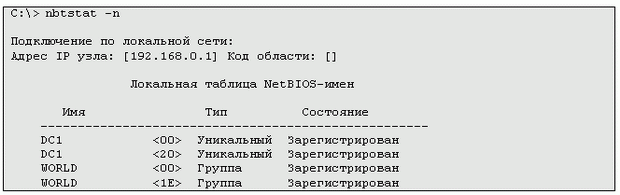 C:\> nbtstat -n
Подключение по локальной сети:
Адрес IP узла: [192.168.0.1] Код области: []
Локальная таблица NetBIOS-имен
Имя Тип Состояние
---------------------------------------------------
DC1 <00> Уникальный Зарегистрирован
DC1 <20> Уникальный Зарегистрирован
WORLD <00> Группа Зарегистрирован
WORLD <1E> Группа Зарегистрирован